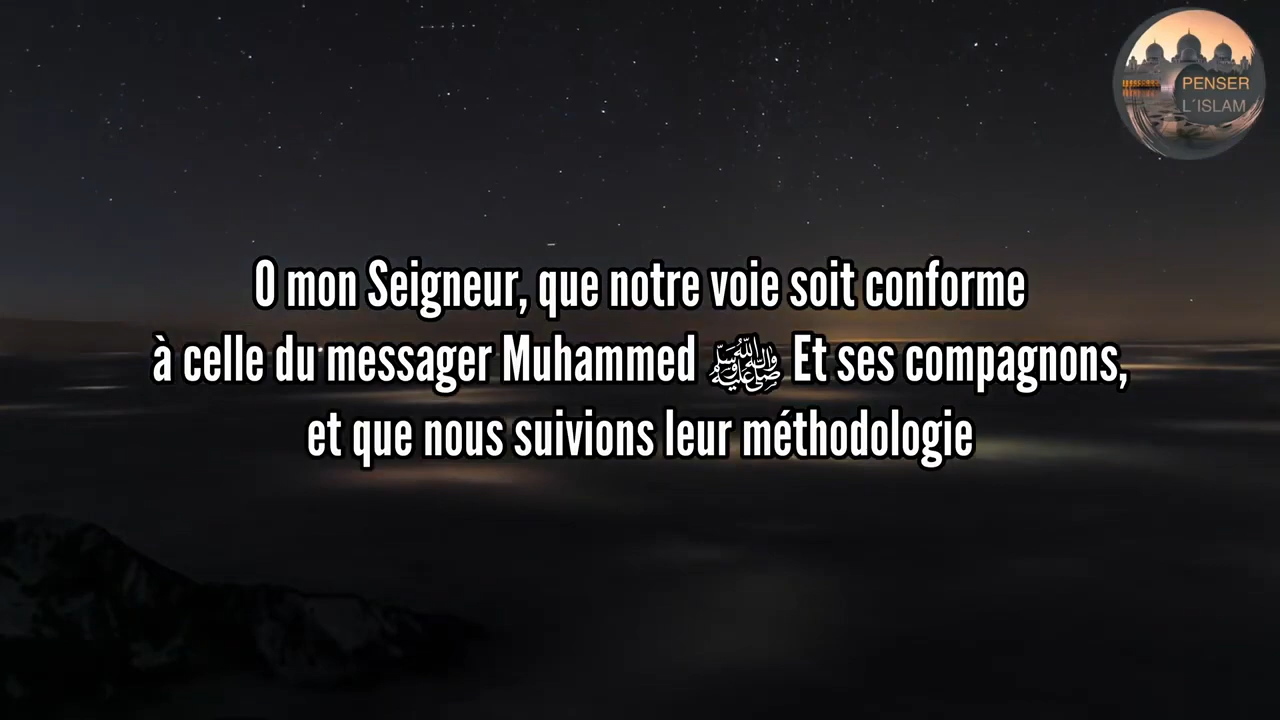 PENSER
L´ISLAM
O mon Seigneur, que notre voie soit conforme
à celle du messager Muhammed ﷺ Et ses compagnons,
et que nous suivions leur méthodologie